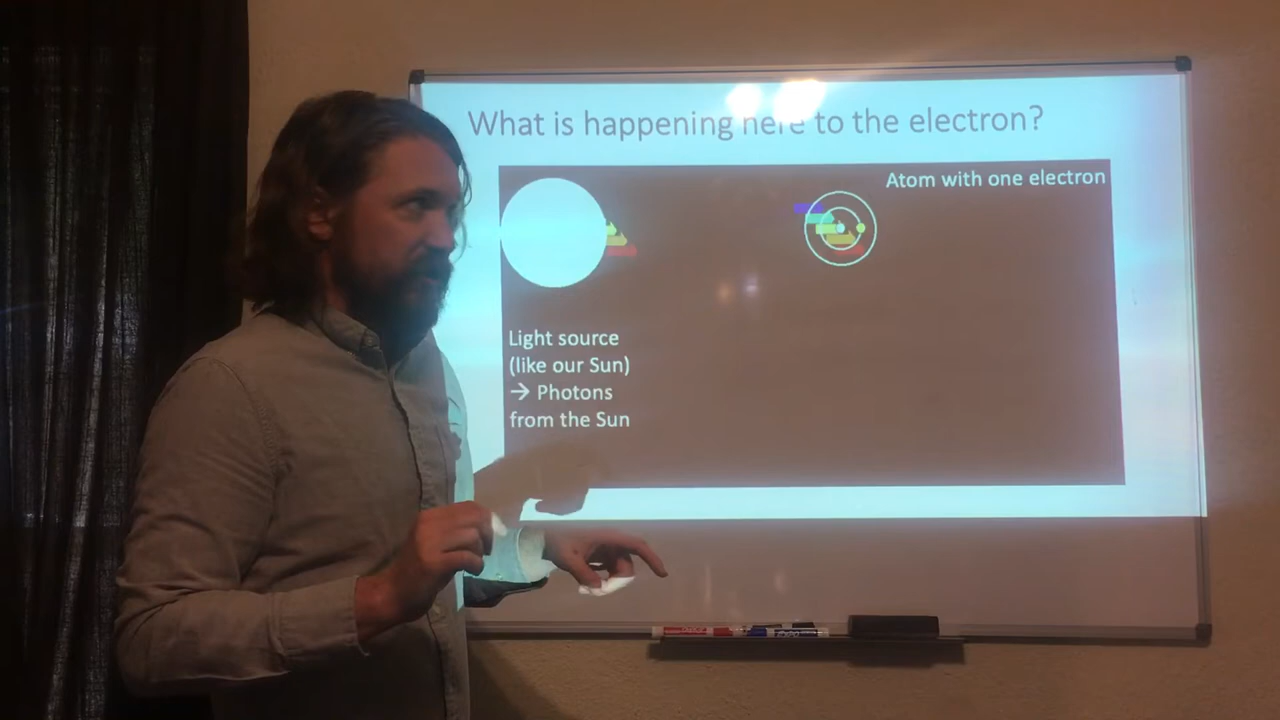 What is happening here to the electron?
Atom with one electron
Light source
(like our Sun)
→ Photons
from the Sun